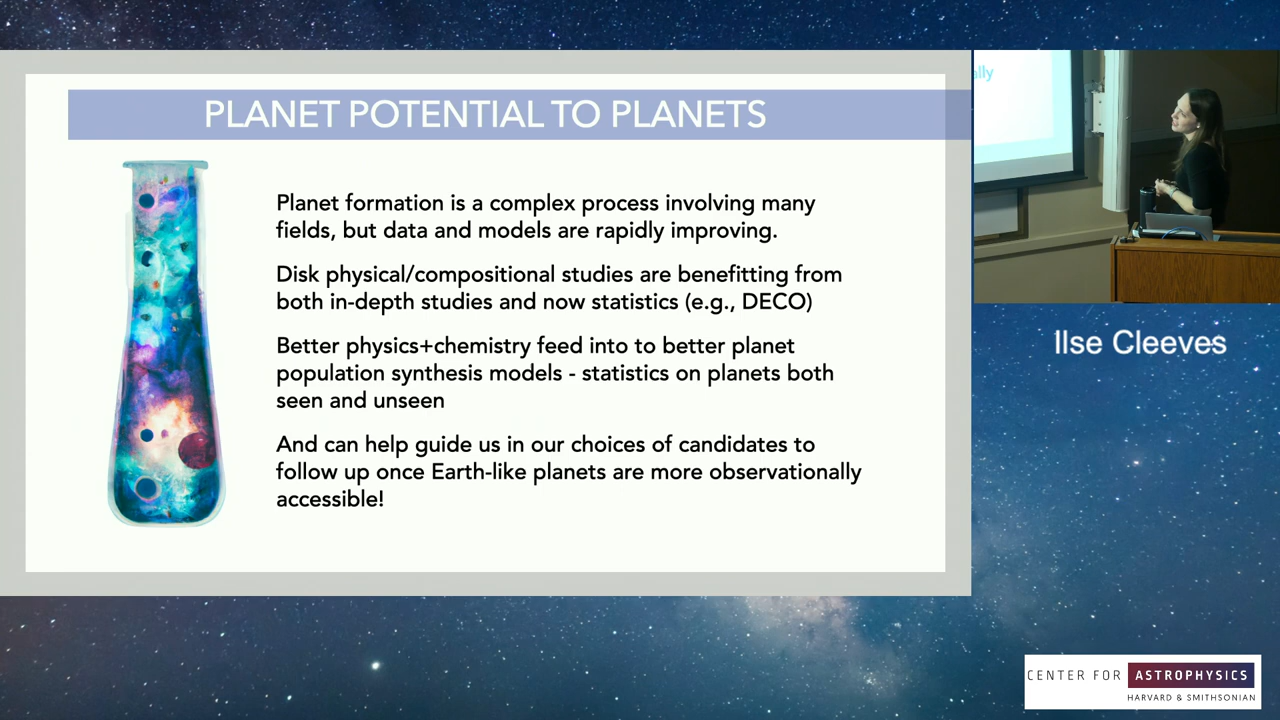 PLANET POTENTIAL TO PLANETS
Planet formation is a complex process involving many
fields, but data and models are rapidly improving.
Disk physical/compositional studies are benefitting from
both in-depth studies and now statistics (e.g., DECO)
Better physics+chemistry feed into to better planet
population synthesis models - statistics on planets both
seen and unseen
And can help guide us in our choices of candidates to
follow up once Earth-like planets are more observationally
accessible!
ally
Ilse Cleeves
CENTER FOR ASTROPHYSICS
HARVARD & SMITHSONIAN